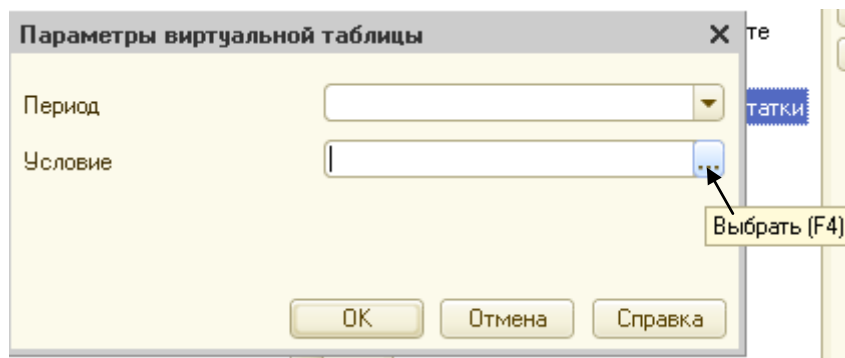 Параметры виртуальной таблицы
те
Период
татки
Условие
...
Выбрать (F4)
OK
Отмена
Справка